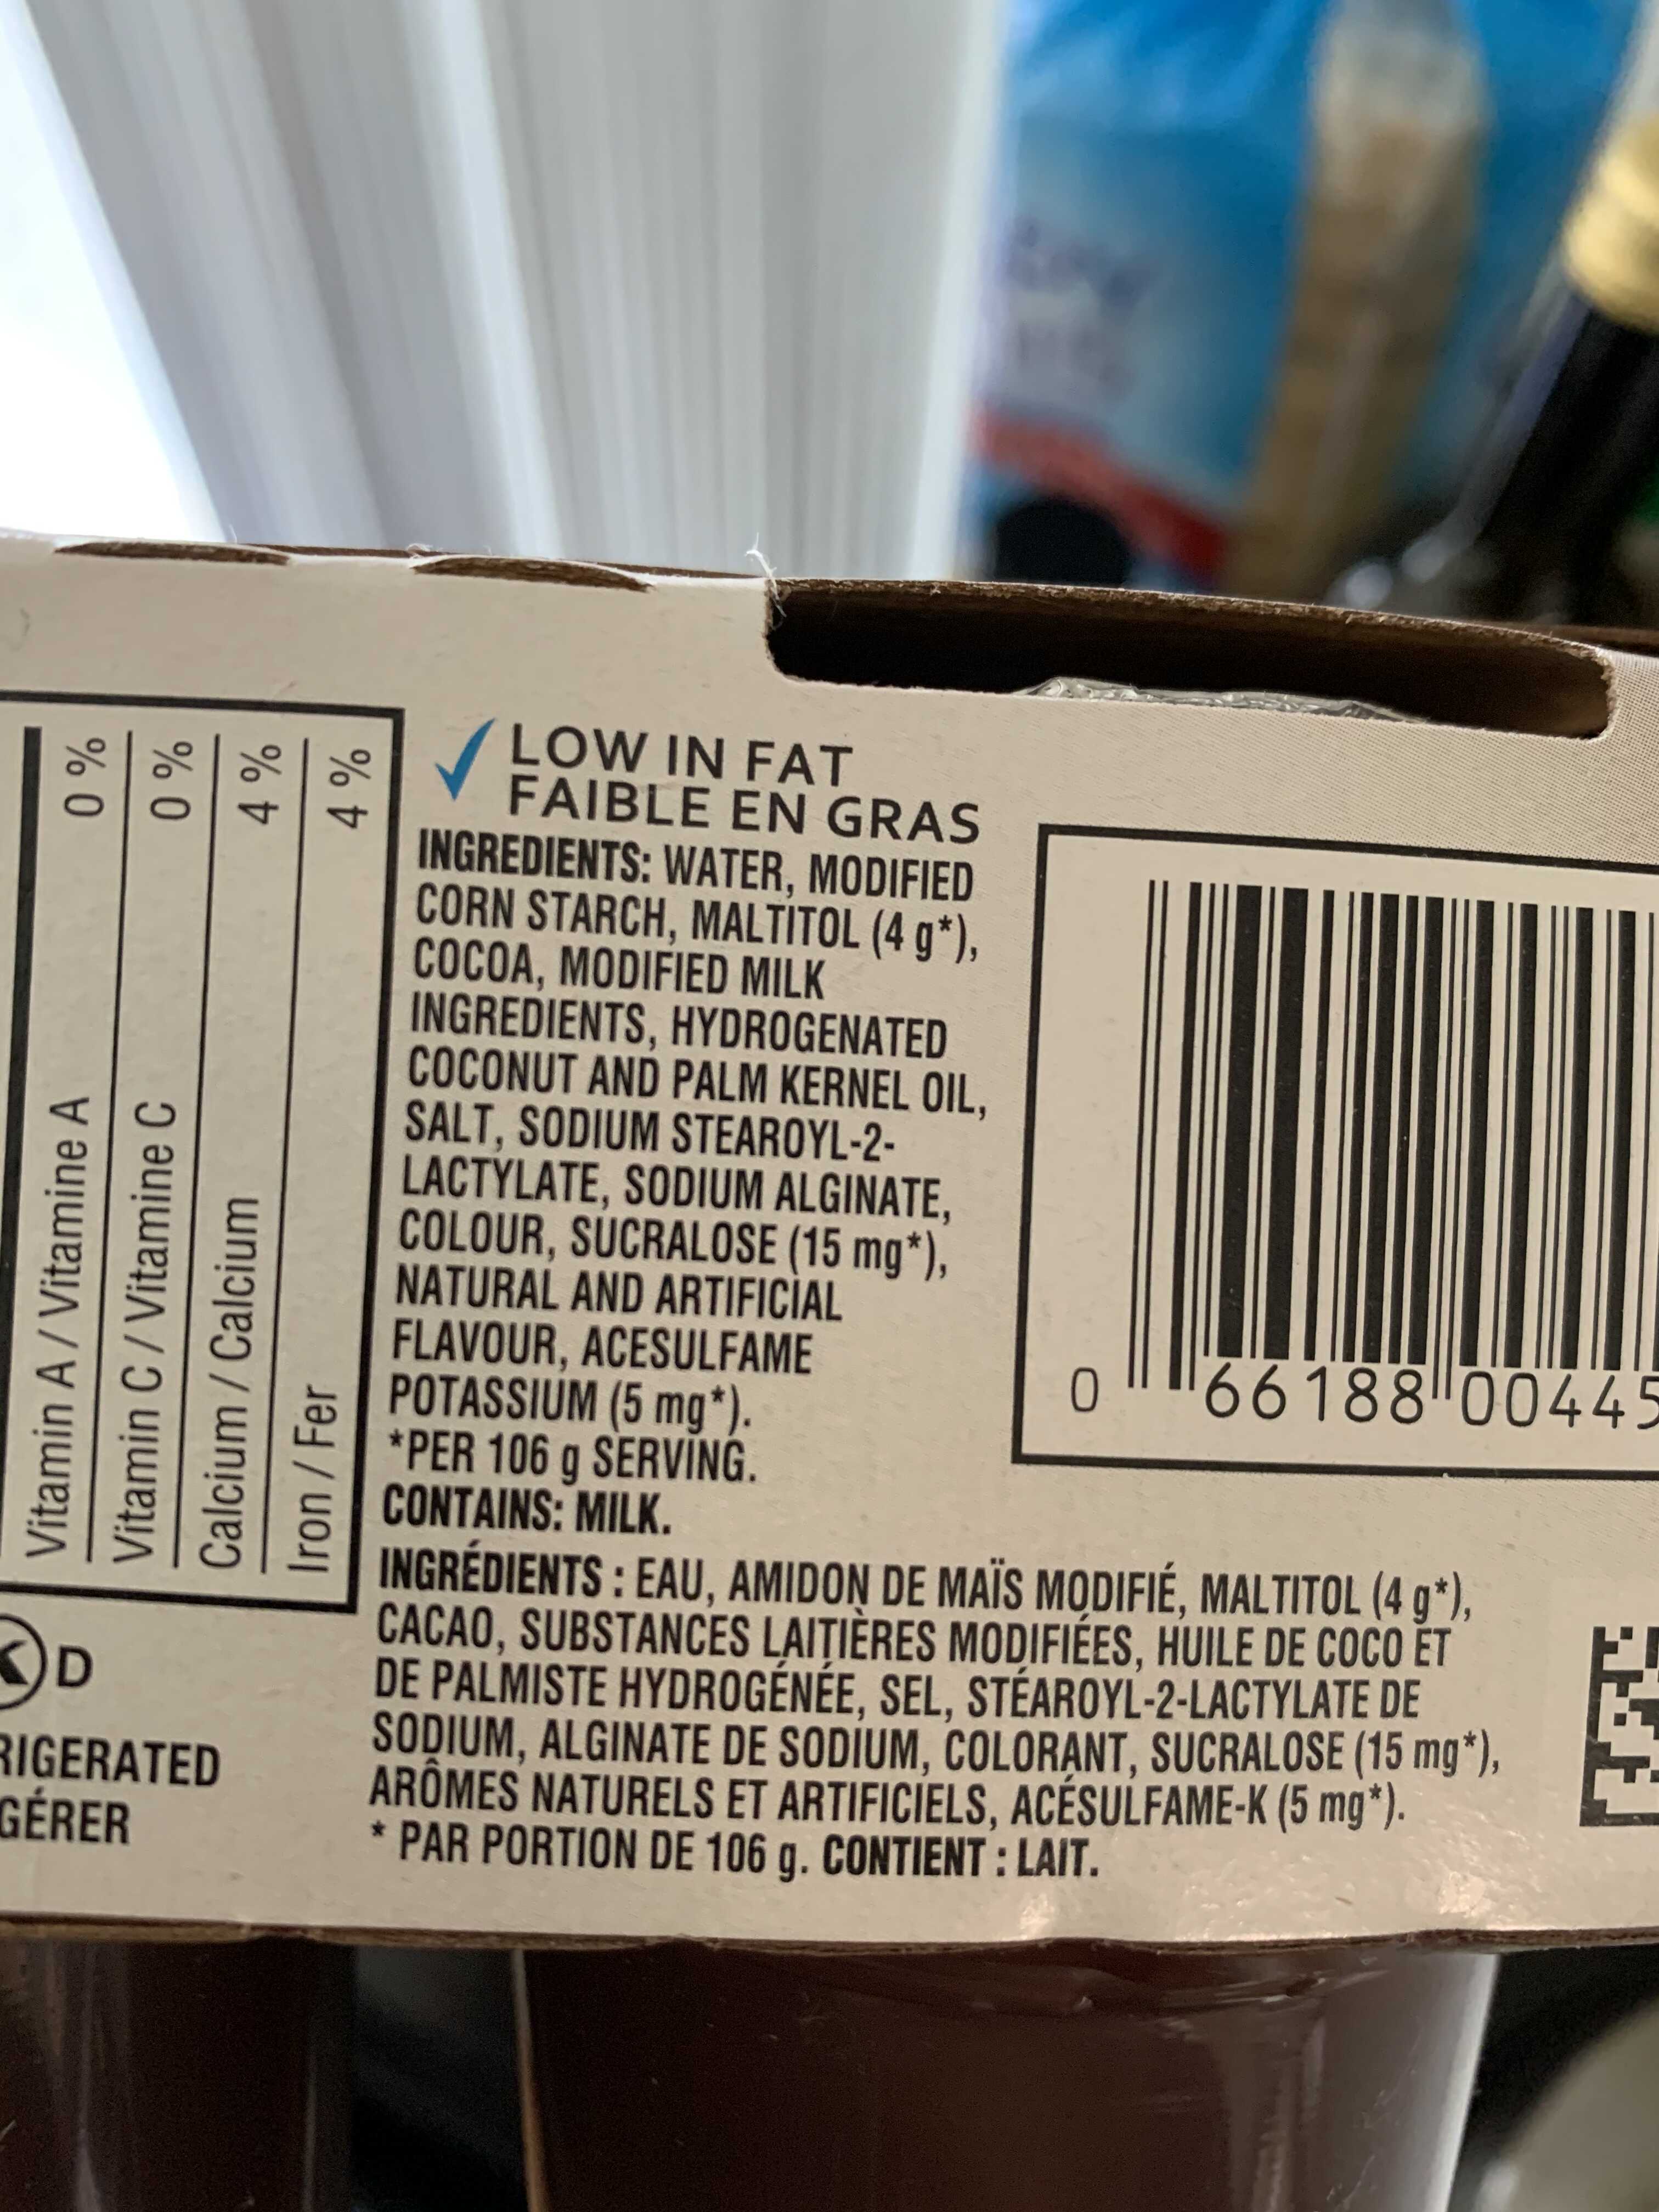 Vitamin A / Vitamine A 0 %
Vitamin C / Vitamine C 0 %
Calcium / Calcium 4 %
Iron / Fer 4 %
K D
RIGERATED
GÉRER
LOW IN FAT
FAIBLE EN GRAS
INGREDIENTS: WATER, MODIFIED
CORN STARCH, MALTITOL (4 g*),
COCOA, MODIFIED MILK
INGREDIENTS, HYDROGENATED
COCONUT AND PALM KERNEL OIL,
SALT, SODIUM STEAROYL-2-
LACTYLATE, SODIUM ALGINATE,
COLOUR, SUCRALOSE (15 mg*),
NATURAL AND ARTIFICIAL
FLAVOUR, ACESULFAME
POTASSIUM (5 mg*).
*PER 106 g SERVING.
CONTAINS: MILK.
INGRÉDIENTS : EAU, AMIDON DE MAÏS MODIFIÉ, MALTITOL (4 g*),
CACAO, SUBSTANCES LAITIÈRES MODIFIÉES, HUILE DE COCO ET
DE PALMISTE HYDROGÉNÉE, SEL, STÉAROYL-2-LACTYLATE DE
SODIUM, ALGINATE DE SODIUM, COLORANT, SUCRALOSE (15 mg*),
ARÔMES NATURELS ET ARTIFICIELS, ACÉSULFAME-K (5 mg*).
* PAR PORTION DE 106 g. CONTIENT : LAIT.
0 66188 00445